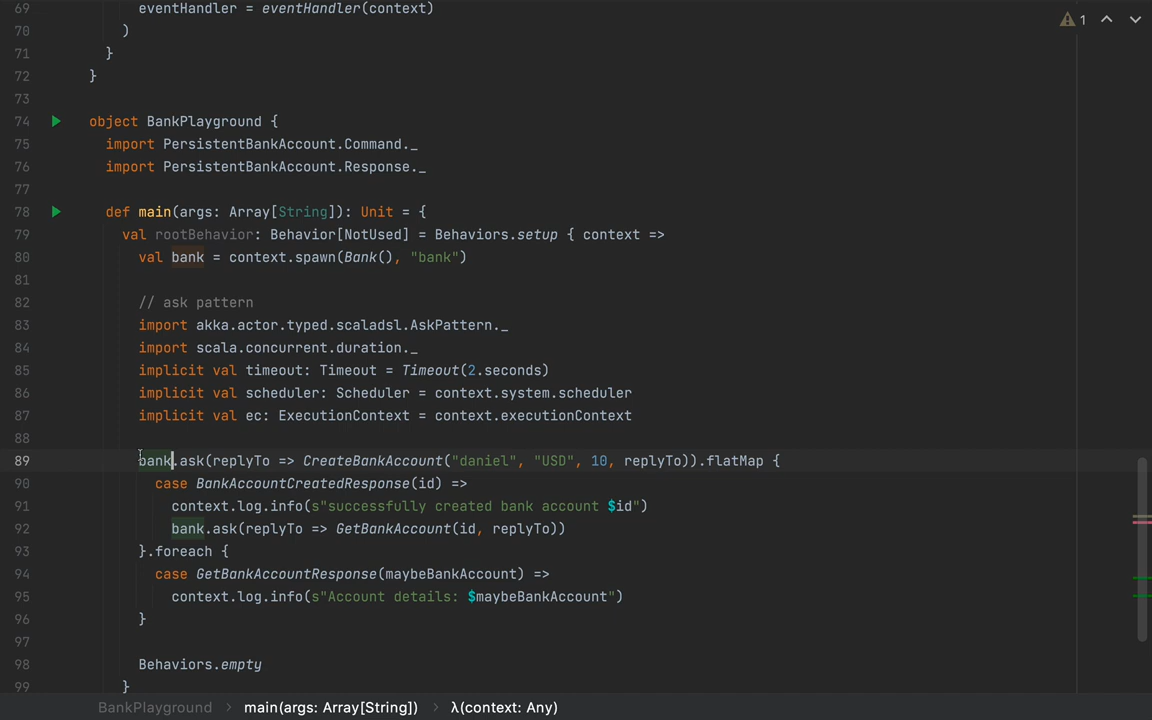 69 eventHandler = eventHandler(context)
70 )
71 }
72 }
73
74 object BankPlayground {
75 import PersistentBankAccount.Command._
76 import PersistentBankAccount.Response._
77
78 def main(args: Array[String]): Unit = {
79 val rootBehavior: Behavior[NotUsed] = Behaviors.setup { context =>
80 val bank = context.spawn(Bank(), "bank")
81
82 // ask pattern
83 import akka.actor.typed.scaladsl.AskPattern._
84 import scala.concurrent.duration._
85 implicit val timeout: Timeout = Timeout(2.seconds)
86 implicit val scheduler: Scheduler = context.system.scheduler
87 implicit val ec: ExecutionContext = context.executionContext
88
89 bank.ask(replyTo => CreateBankAccount("daniel", "USD", 10, replyTo)).flatMap {
90 case BankAccountCreatedResponse(id) =>
91 context.log.info(s"successfully created bank account $id")
92 bank.ask(replyTo => GetBankAccount(id, replyTo))
93 }.foreach {
94 case GetBankAccountResponse(maybeBankAccount) =>
95 context.log.info(s"Account details: $maybeBankAccount")
96 }
97
98 Behaviors.empty
99 }
1
BankPlayground > main(args: Array[String]) > λ(context: Any)